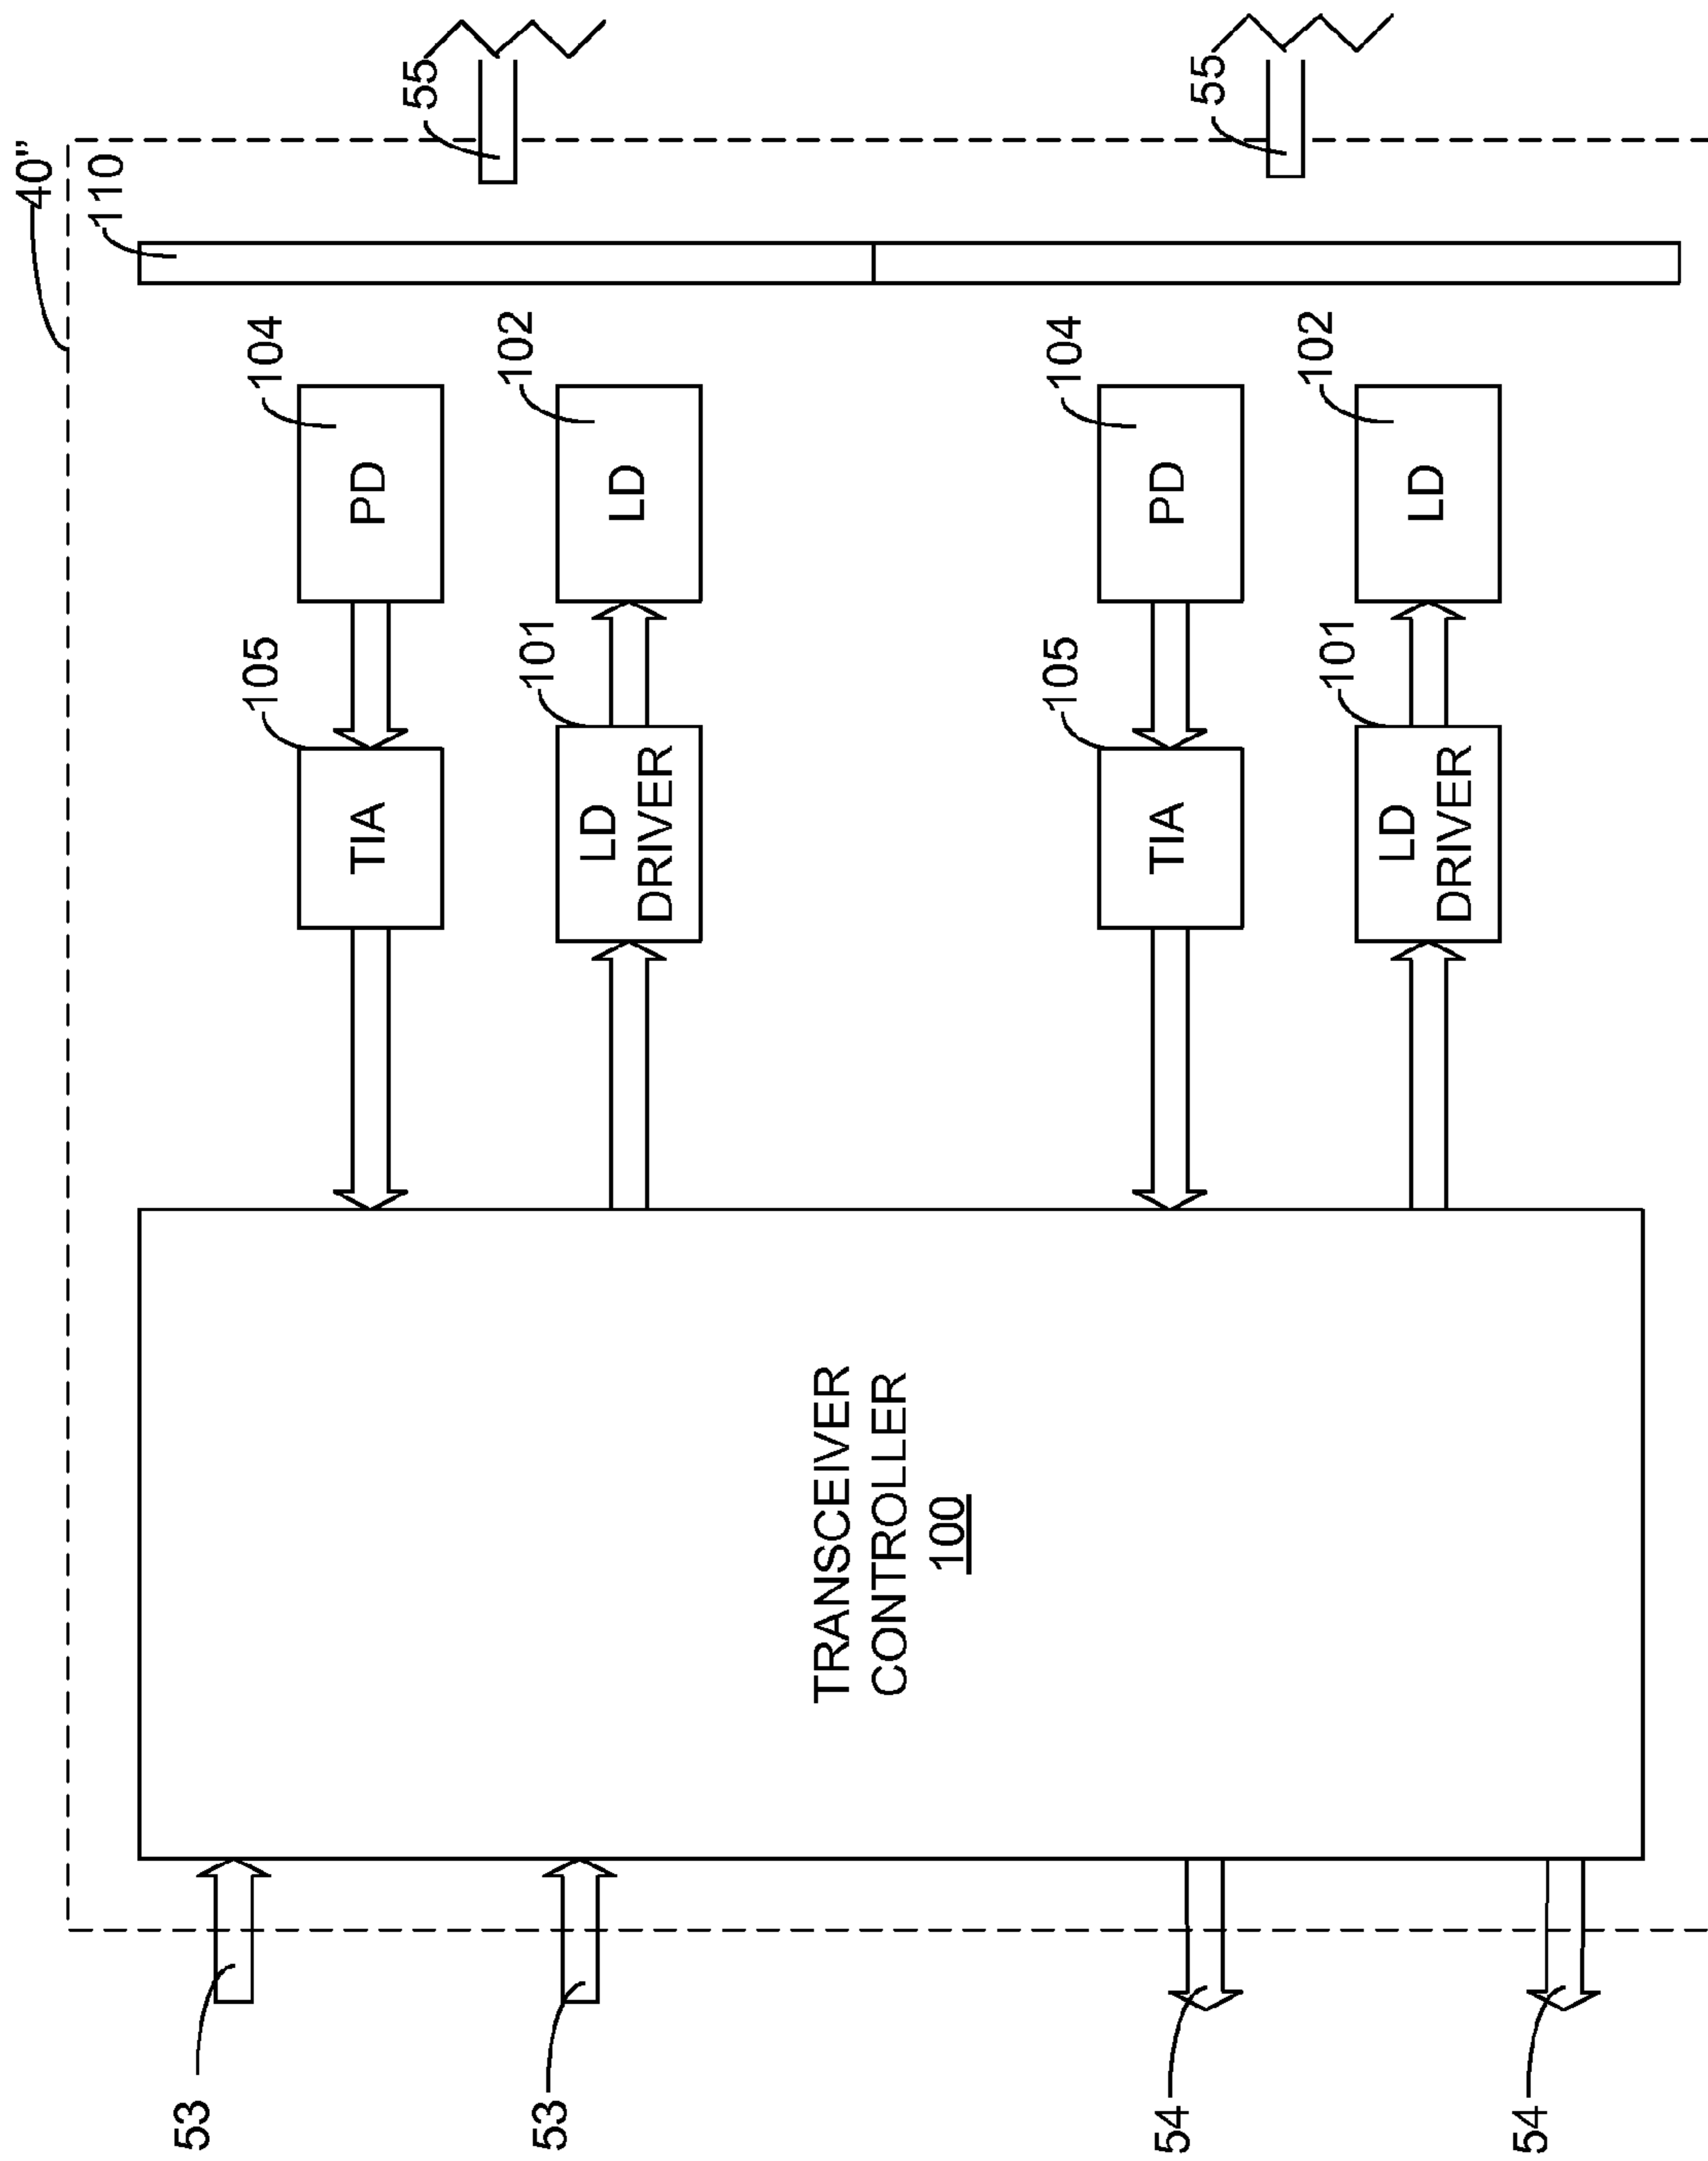 40”
110
53
105
104
TIA
PD
55
53
101
102
LD
DRIVER
LD
TRANSCEIVER
CONTROLLER
100
105
104
TIA
PD
54
55
101
102
LD
DRIVER
LD
54